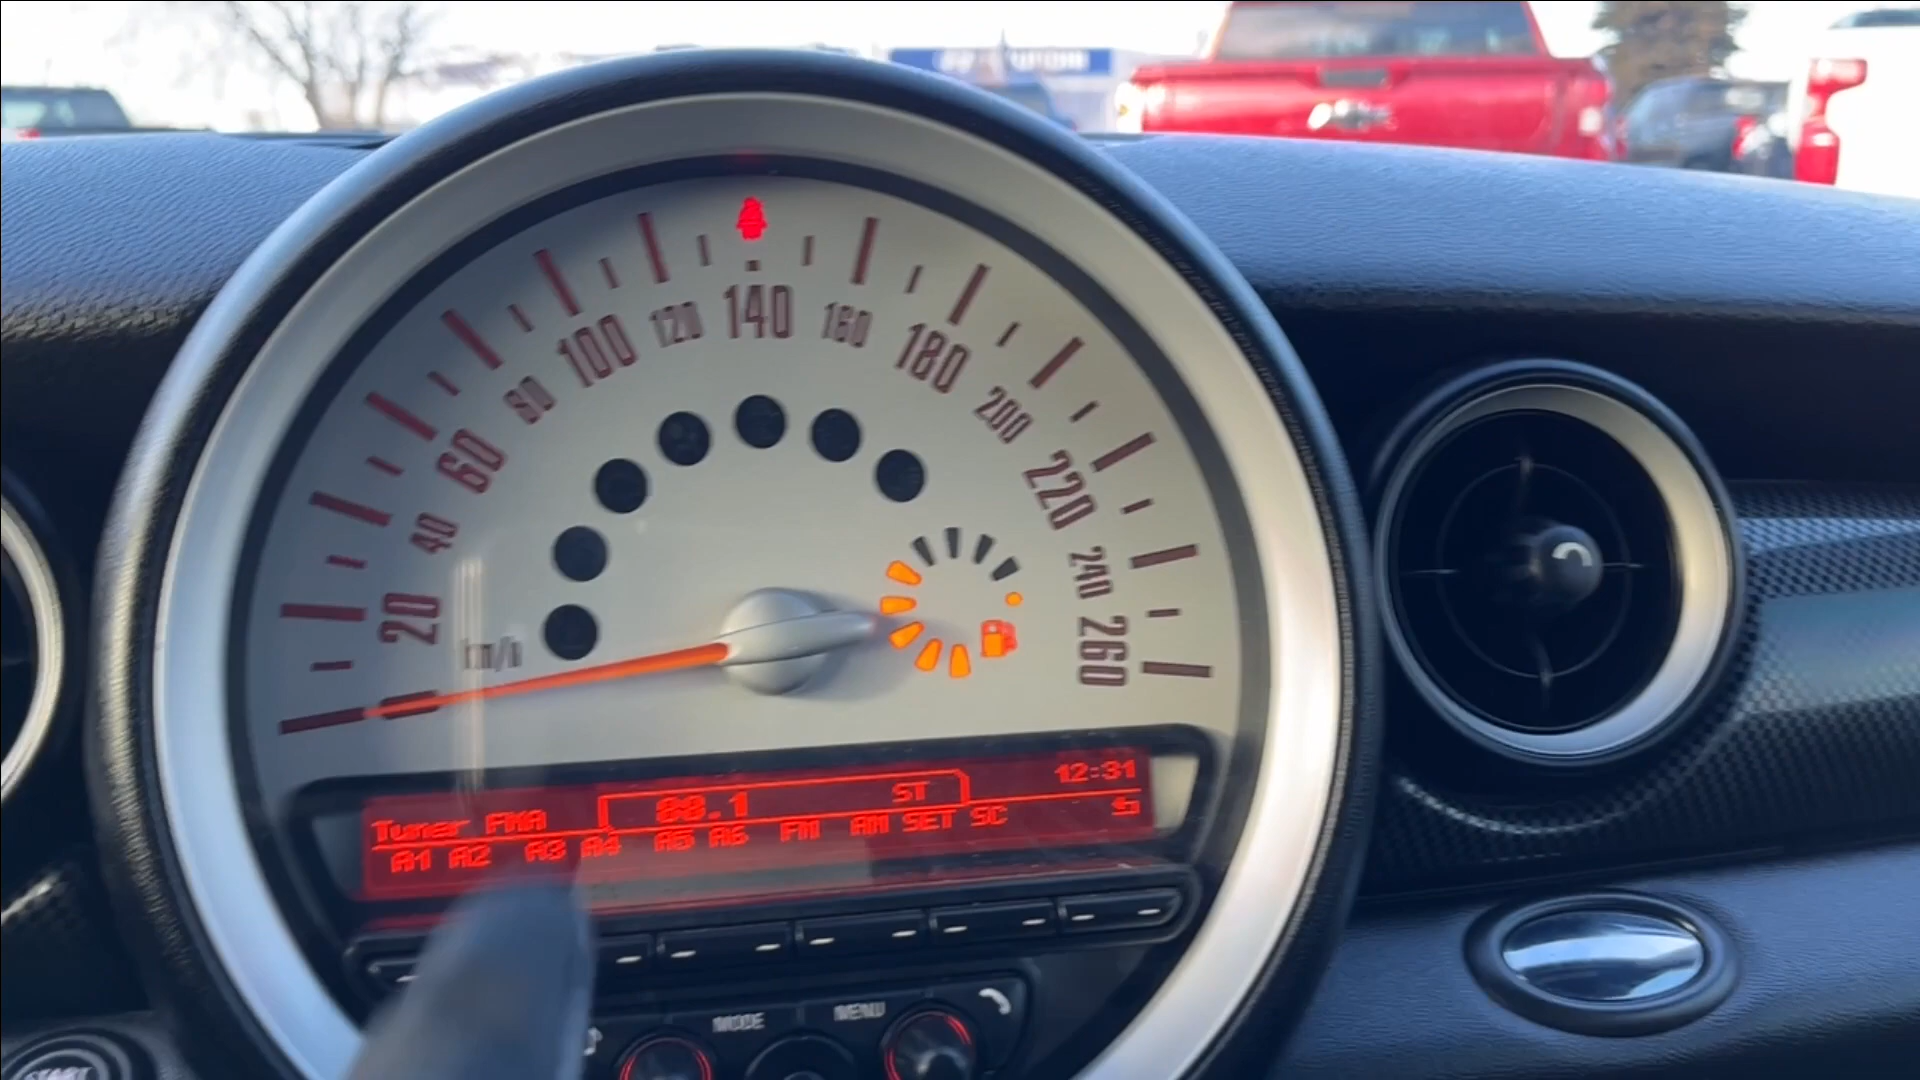 20 40 60 80 100 120 140 160 180 200 220 240 260
km/h
Tuner FMA 88.1 ST 12:31
A1 A2 A3 A4 A5 A6 FM AM SET SC
MODE MENU
START